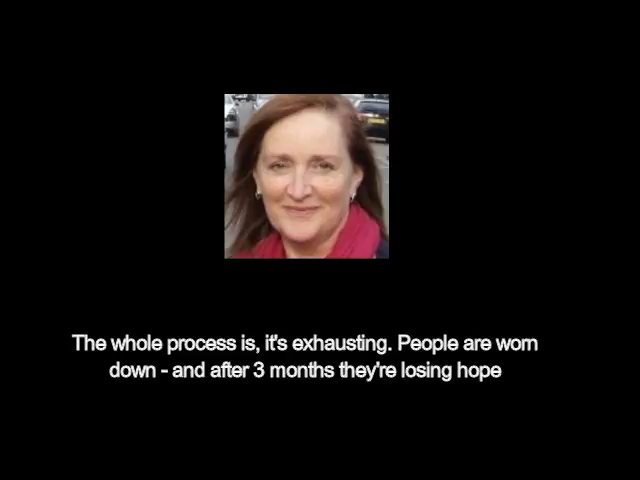 The whole process is, it's exhausting. People are worn
down - and after 3 months they're losing hope